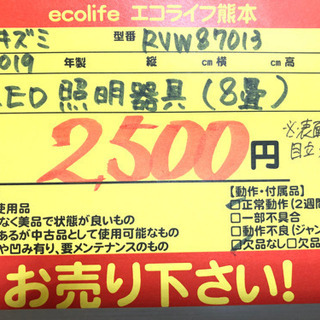 ecolife エコライフ熊本
キズミ 型番 RVW87013
2019 年製 縦 cm 横 cm 高
LED 照明器具(8畳)
2,500円
※表面
目立
使用品
なく美品で状態が良いもの
あるが中古品として使用可能なもの
や凹み有り、要メンテナンスのもの
【動作・付属品】
□正常動作(2週間
□一部不具合
□動作不良(ジャン
□欠品なし□欠品
お売り下さい!